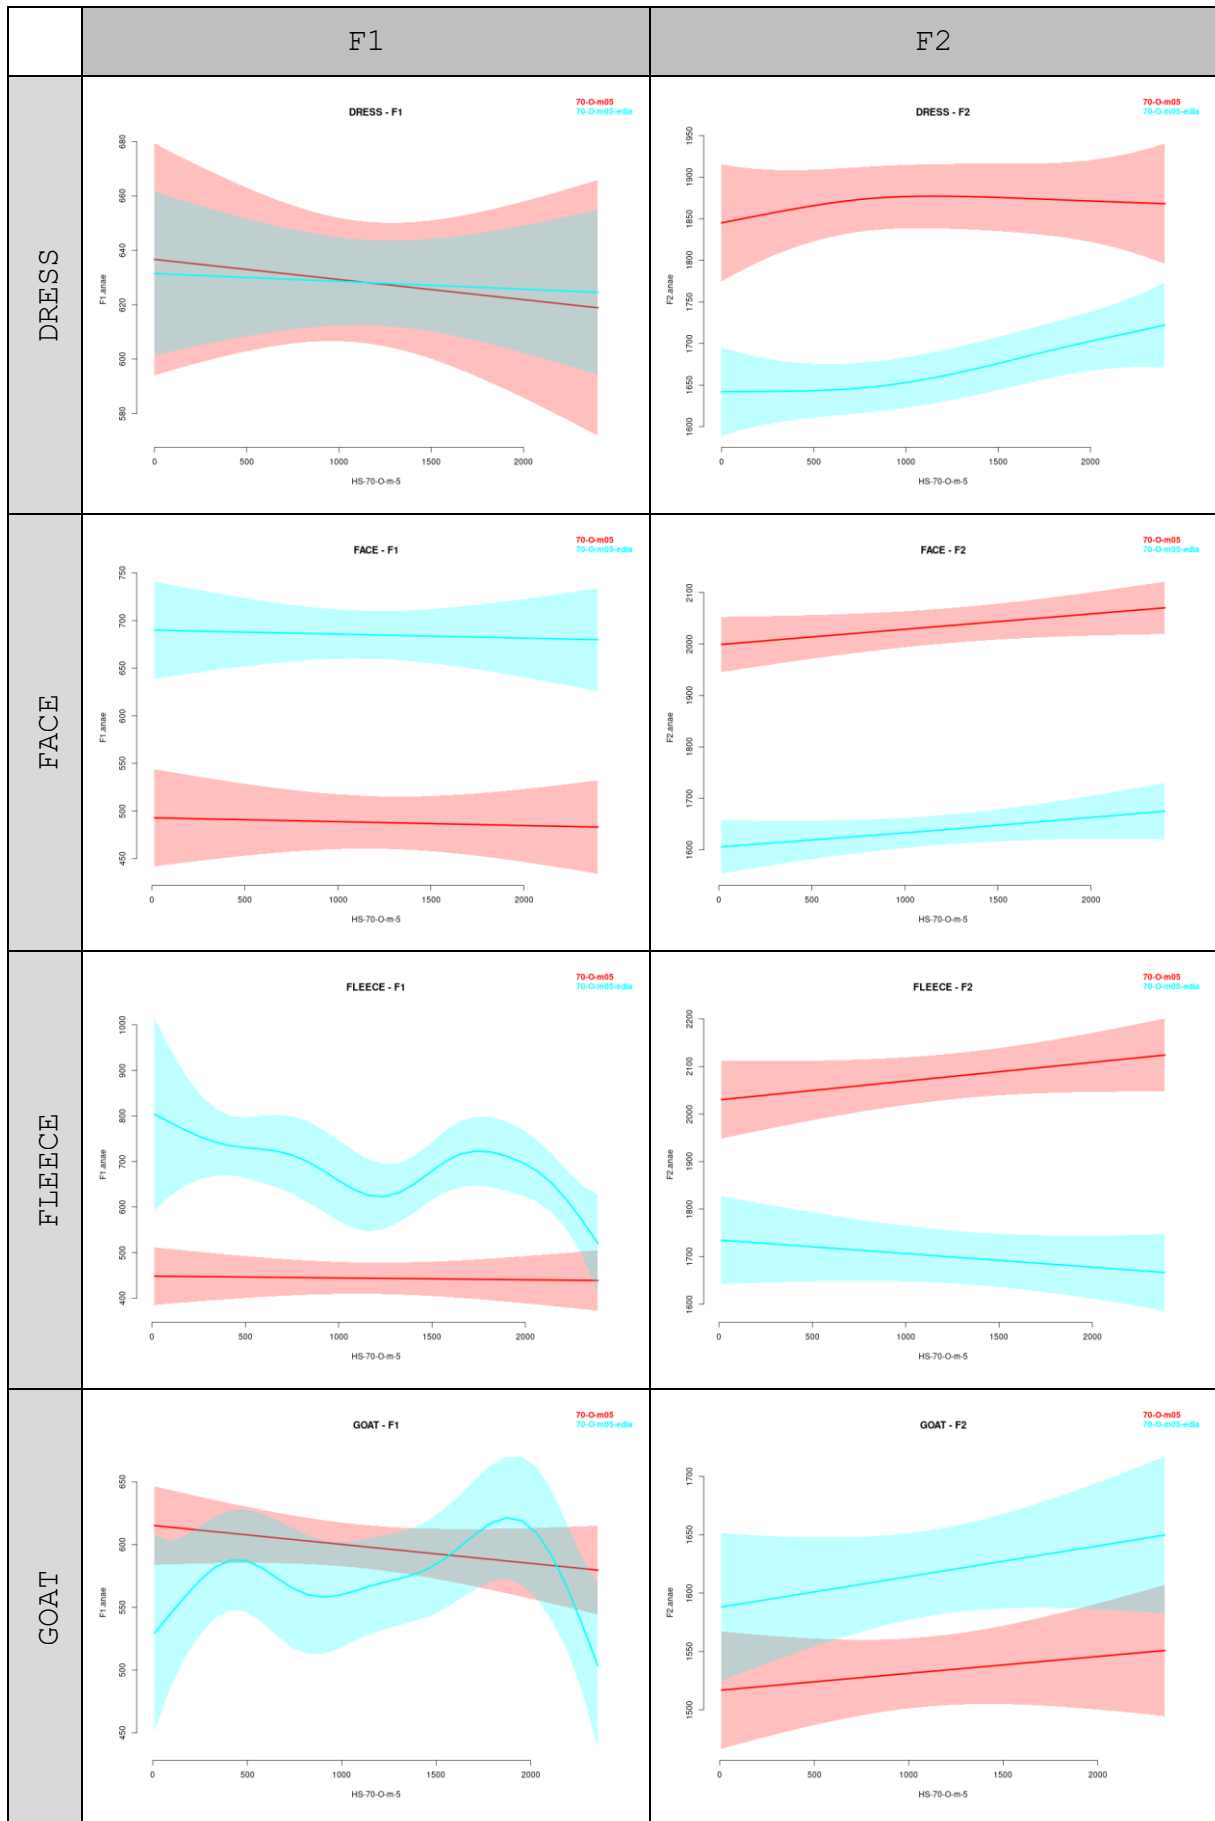 F1
F2
DRESS
DRESS - F1
70-O-m05
70-O-m05-edia
F1.anae
680
660
640
620
600
580
0 500 1000 1500 2000
HS-70-O-m-5
DRESS - F2
70-O-m05
70-O-m05-edia
F2.anae
1950
1900
1850
1800
1750
1700
1650
1600
0 500 1000 1500 2000
HS-70-O-m-5
FACE
FACE - F1
70-O-m05
70-O-m05-edia
F1.anae
750
700
650
600
550
500
450
0 500 1000 1500 2000
HS-70-O-m-5
FACE - F2
70-O-m05
70-O-m05-edia
F2.anae
2100
2000
1900
1800
1700
1600
0 500 1000 1500 2000
HS-70-O-m-5
FLEECE
FLEECE - F1
70-O-m05
70-O-m05-edia
F1.anae
1000
900
800
700
600
500
400
0 500 1000 1500 2000
HS-70-O-m-5
FLEECE - F2
70-O-m05
70-O-m05-edia
F2.anae
2200
2100
2000
1900
1800
1700
1600
0 500 1000 1500 2000
HS-70-O-m-5
GOAT
GOAT - F1
70-O-m05
70-O-m05-edia
F1.anae
650
600
550
500
450
0 500 1000 1500 2000
HS-70-O-m-5
GOAT - F2
70-O-m05
70-O-m05-edia
F2.anae
1700
1650
1600
1550
1500
0 500 1000 1500 2000
HS-70-O-m-5